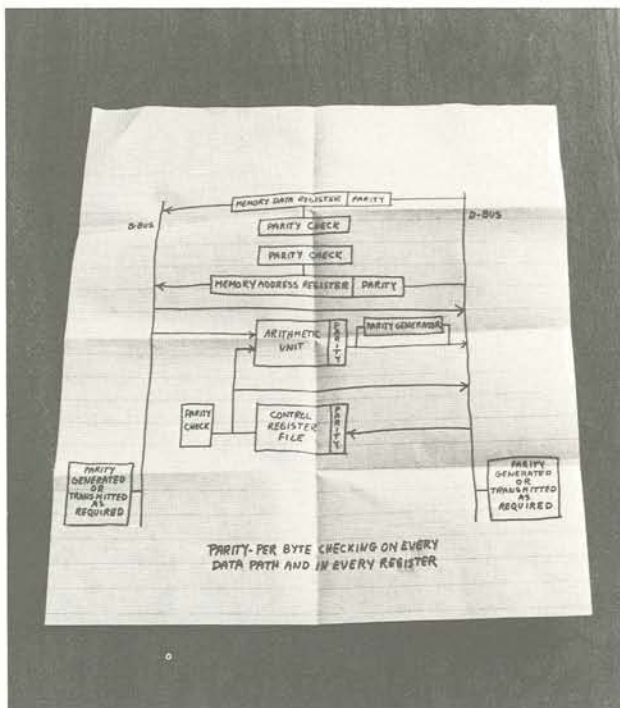 MEMORY DATA REGISTER PARITY
B-BUS
D-BUS
PARITY CHECK
PARITY CHECK
MEMORY ADDRESS REGISTER PARITY
ARITHMETIC
UNIT
PARITY
PARITY GENERATOR
PARITY
CHECK
CONTROL
REGISTER
FILE
PARITY
PARITY
GENERATED
OR
TRANSMITTED
AS
REQUIRED
PARITY
GENERATED
OR
TRANSMITTED
AS
REQUIRED
PARITY-PER BYTE CHECKING ON EVERY
DATA PATH AND IN EVERY REGISTER